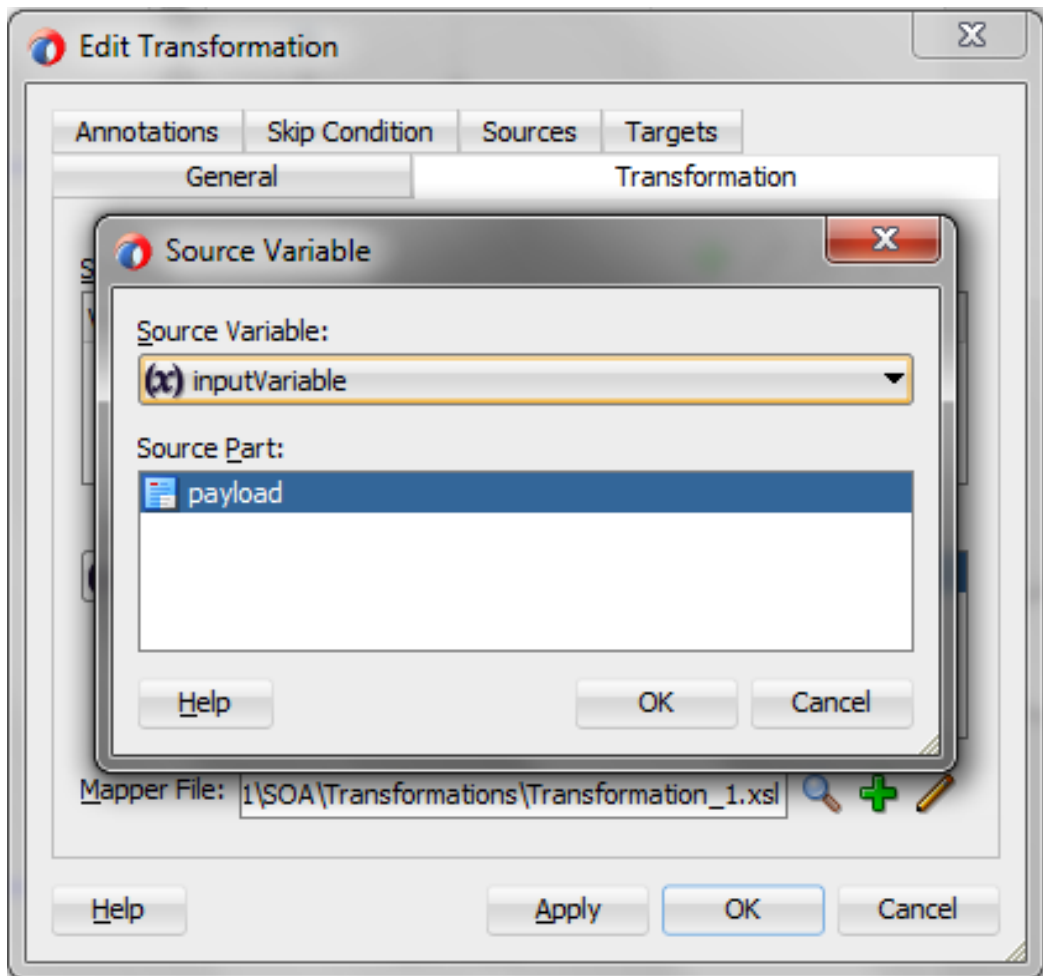 Edit Transformation
Annotations Skip Condition Sources Targets
General Transformation
Source Variable
Source Variable:
(x) inputVariable
Source Part:
payload
Help OK Cancel
Mapper File: 1\SOA\Transformations\Transformation_1.xsl
Help Apply OK Cancel